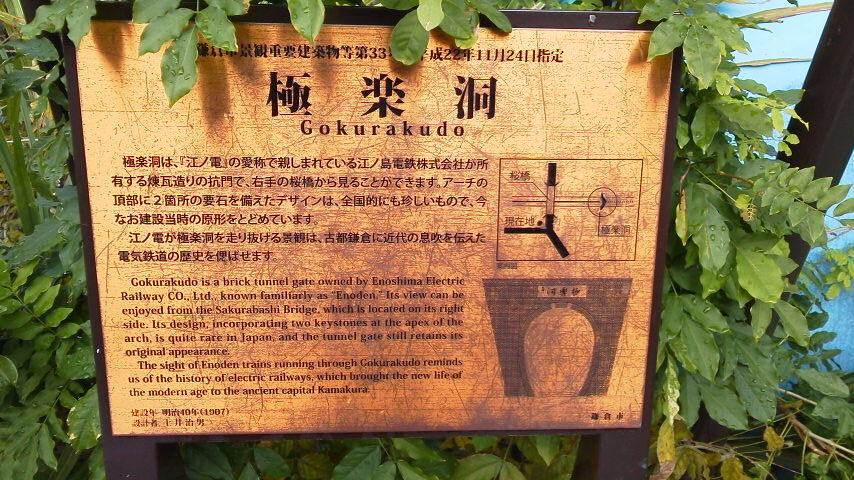 鎌倉市景観重要建築物等第33 平成22年11月24日指定
極楽洞
Gokurakudo
極楽洞は、『江ノ電』の愛称で親しまれている江ノ島電鉄株式会社が所
有する煉瓦造りの抗門で、右手の桜橋から見ることができます。アーチの
頂部に2箇所の要石を備えたデザインは、全国的にも珍しいもので、今
なお建設当時の原形をとどめています。
江ノ電が極楽洞を走り抜ける景観は、古都鎌倉に近代の息吹を伝えた
電気鉄道の歴史を偲ばせます。
桜橋
現在地
極楽洞
案内図
Gokurakudo is a brick tunnel gate owned by Enoshima Electric
Railway CO., Ltd., known familiarly as "Enoden." Its view can be
enjoyed from the Sakurabashi Bridge, which is located on its right
side. Its design, incorporating two keystones at the apex of the
arch, is quite rare in Japan, and the tunnel gate still retains its
original appearance.
The sight of Enoden trains running through Gokurakudo reminds
us of the history of electric railways, which brought the new life of
the modern age to the ancient capital Kamakura.
洞楽極
建設年 明治40年(1907)
設計者 土井治男
鎌倉市